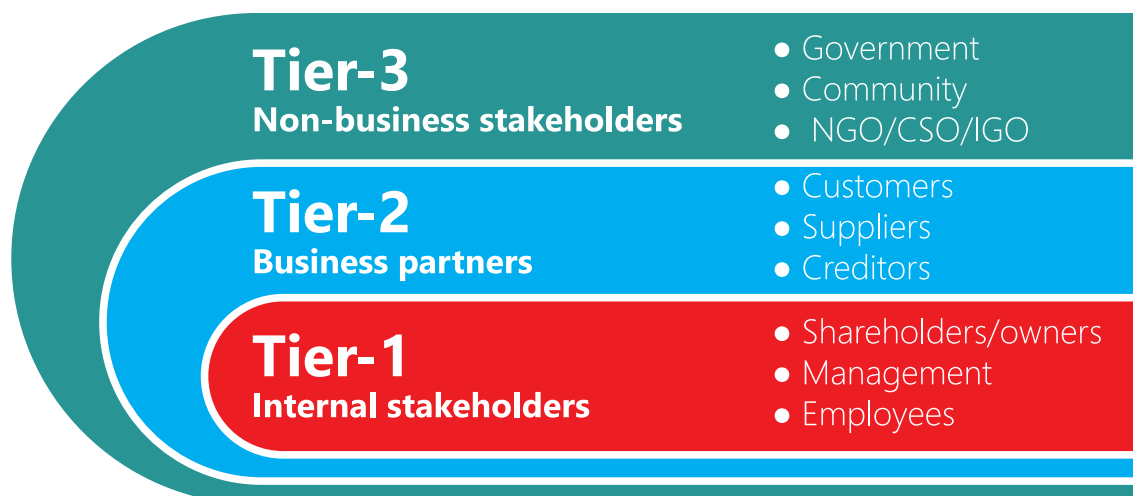 Tier-3
Non-business stakeholders
● Government
● Community
● NGO/CSO/IGO
Tier-2
Business partners
● Customers
● Suppliers
● Creditors
Tier-1
Internal stakeholders
● Shareholders/owners
● Management
● Employees